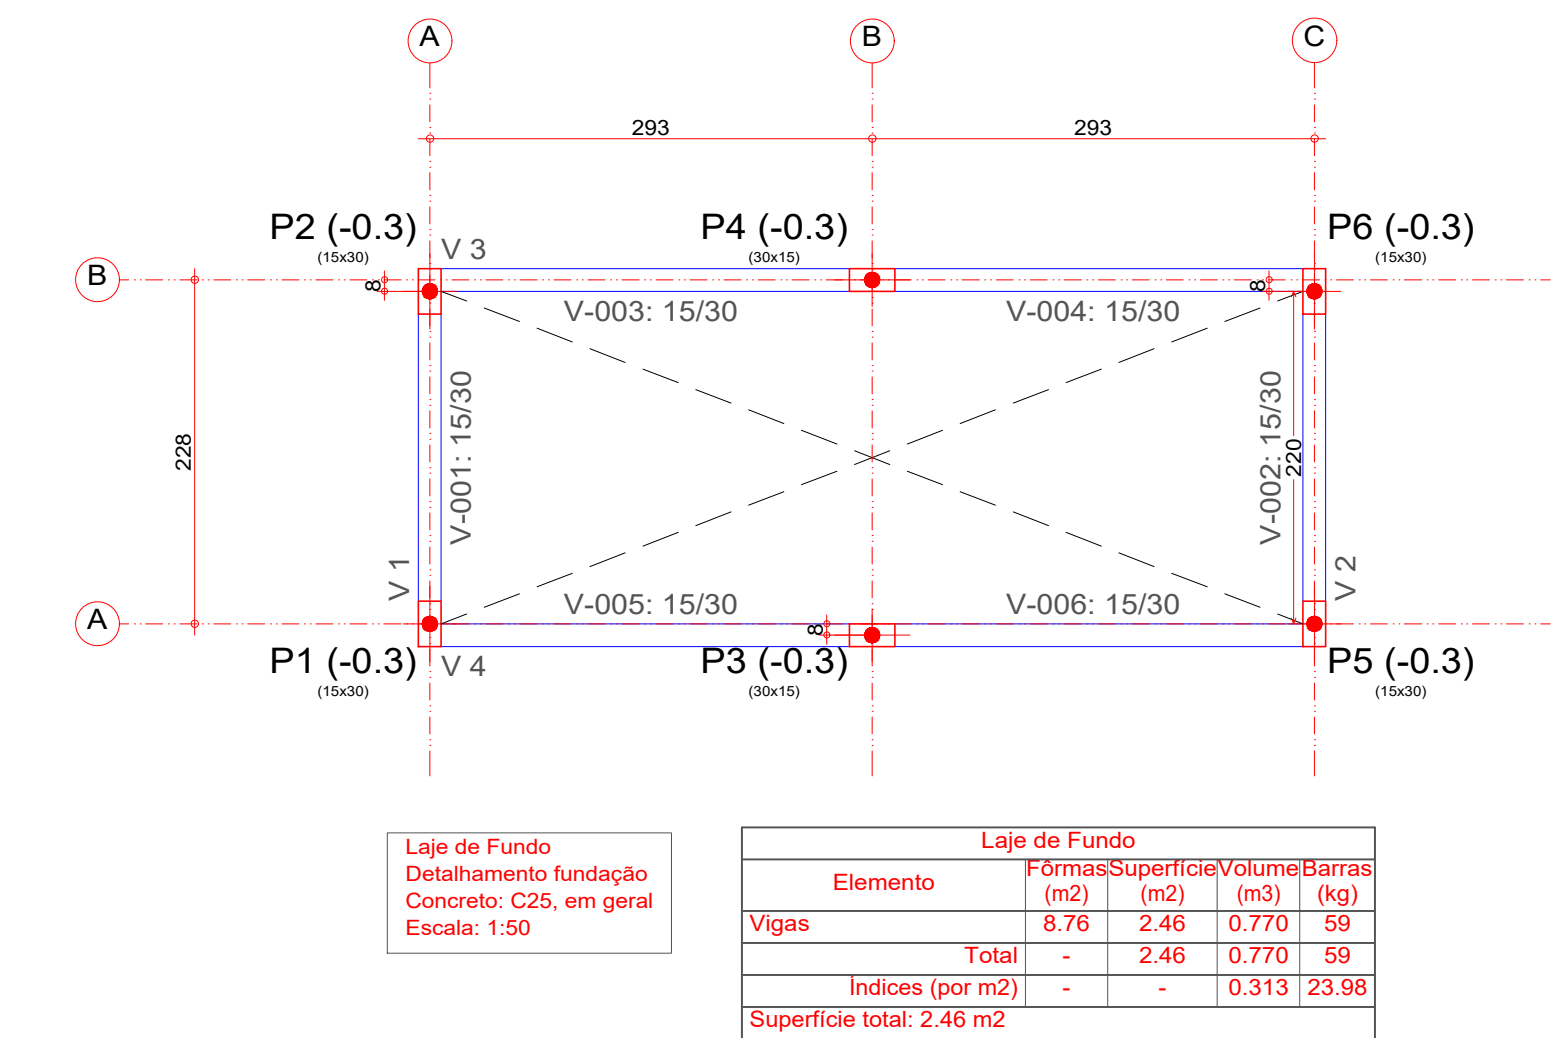 A
B
C
293
293
P2 (-0.3)
(15x30)
V 3
P4 (-0.3)
(30x15)
P6 (-0.3)
(15x30)
B
8
8
V-003: 15/30
V-004: 15/30
228
V-001: 15/30
V-002: 15/30
220
V 1
V 2
A
V-005: 15/30
V-006: 15/30
8
P1 (-0.3)
(15x30)
V 4
P3 (-0.3)
(30x15)
P5 (-0.3)
(15x30)
Laje de Fundo
Detalhamento fundação
Concreto: C25, em geral
Escala: 1:50
Laje de Fundo
Elemento Fôrmas (m2) Superfície (m2) Volume (m3) Barras (kg)
Vigas 8.76 2.46 0.770 59
Total - 2.46 0.770 59
Índices (por m2) - - 0.313 23.98
Superfície total: 2.46 m2